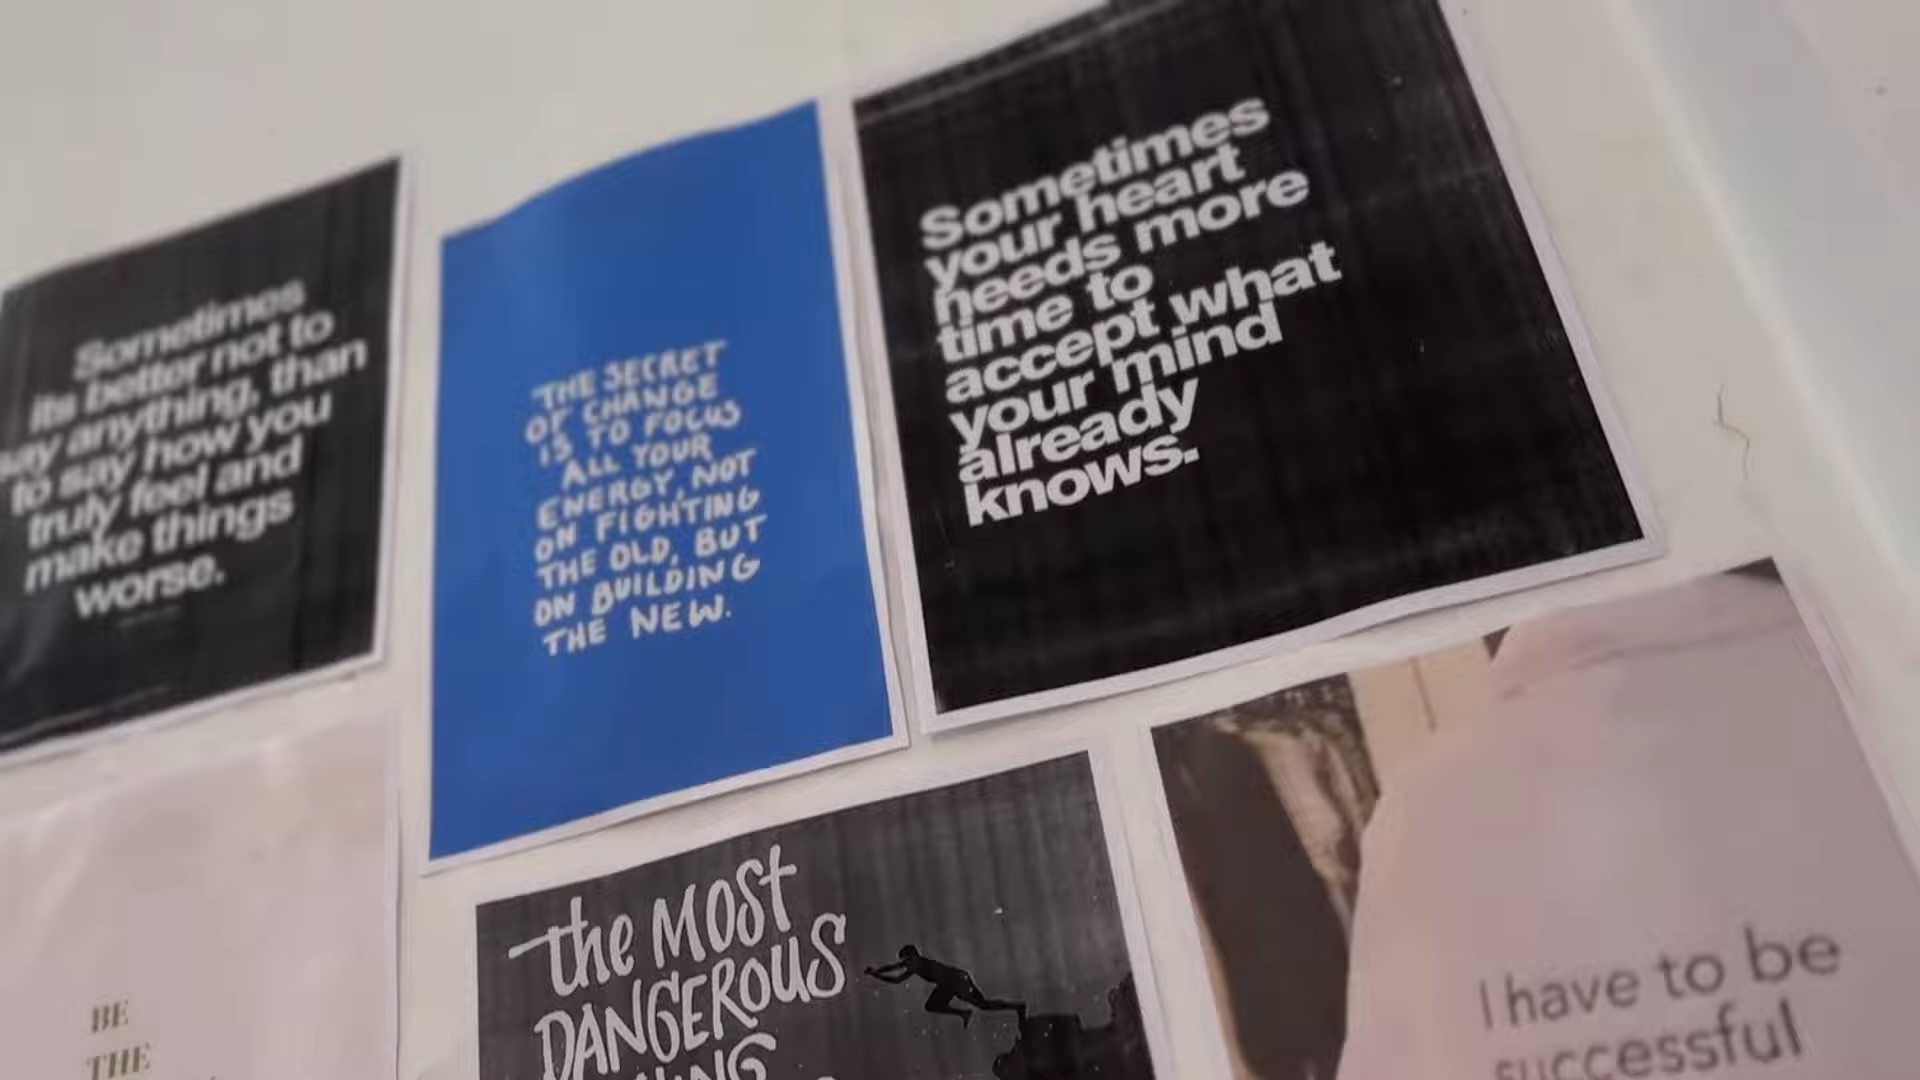 Sometimes
its better not to
say anything, than
to say how you
truly feel and
make things
worse.
THE SECRET
OF CHANGE
IS TO FOCUS
ALL YOUR
ENERGY, NOT
ON FIGHTING
THE OLD, BUT
ON BUILDING
THE NEW.
Sometimes
your heart
needs more
time to
accept what
your mind
already
knows.
BE
THE
the MOST
DANGEROUS
I have to be
successful